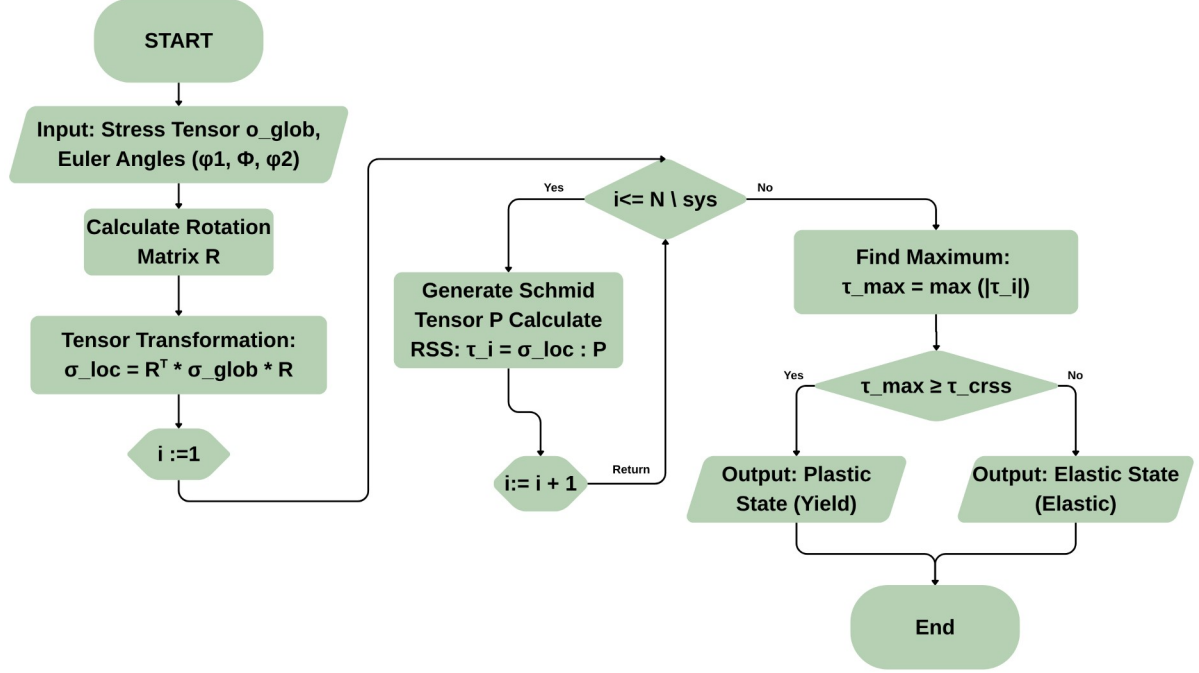 START
Input: Stress Tensor o_glob,
Euler Angles (φ1, Φ, φ2)
Calculate Rotation
Matrix R
Tensor Transformation:
σ_loc = Rᵀ * σ_glob * R
i :=1
i<= N \ sys
Yes
No
Generate Schmid
Tensor P Calculate
RSS: τ_i = σ_loc : P
i:= i + 1
Return
Find Maximum:
τ_max = max (|τ_i|)
τ_max ≥ τ_crss
Yes
No
Output: Plastic
State (Yield)
Output: Elastic State
(Elastic)
End